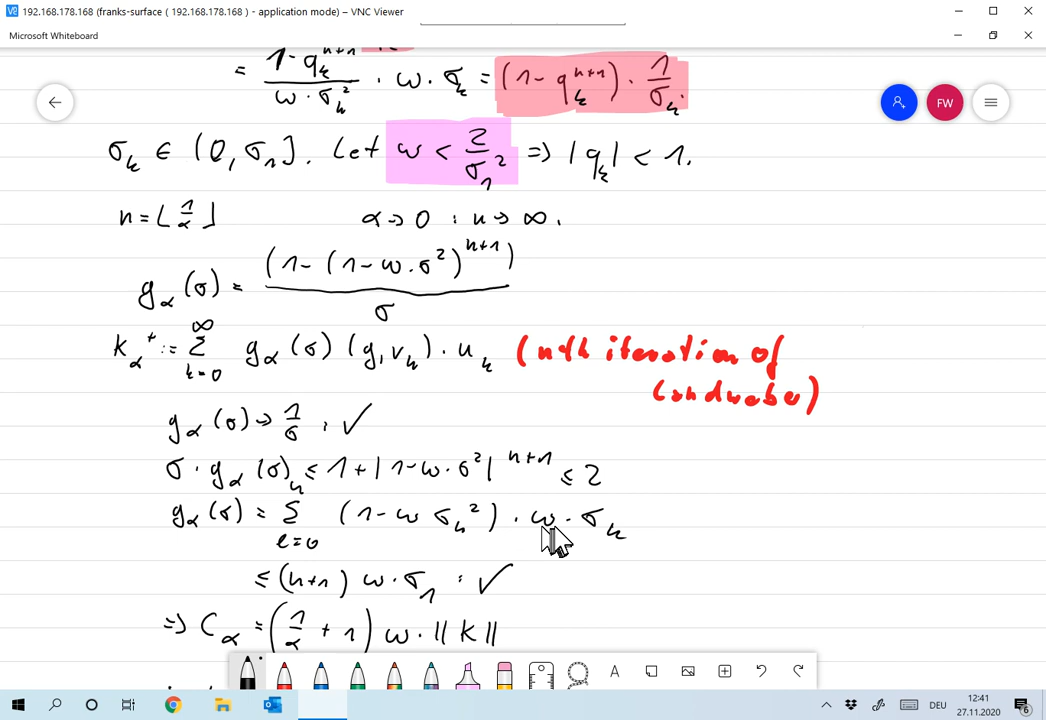 192.168.178.168 (franks-surface ( 192.168.178.168 ) - application mode) – VNC Viewer
Microsoft Whiteboard
= (1-q_k^{n+1}) / (ω · σ_k^2) · ω · σ_k = (1 - q_k^{n+1}) · 1/σ_k .
FW
σ_k ∈ (0, σ_1]. Let ω < 2/σ_1^2 => |q_k| < 1.
n = ⌊1/α⌋ α → 0 : n → ∞.
g_α(σ) = (1 - (1 - ω·σ^2)^{n+1}) / σ
K_α^+ := Σ_{k=0}^∞ g_α(σ) (g, v_k) · u_k (nth iteration of
Landweber)
g_α(σ) → 1/σ : ✓
σ · g_α(σ) ≤ 1 + |1 - ω·σ^2|^{n+1} ≤ 2
g_α(σ) = Σ_{l=0}^n (1 - ω σ_k^2) · ω · σ_k
≤ (n+1) ω · σ_1 : ✓
=> C_α = (1/α + 1) ω · ||K||
A
DEU
12:41
27.11.2020
6